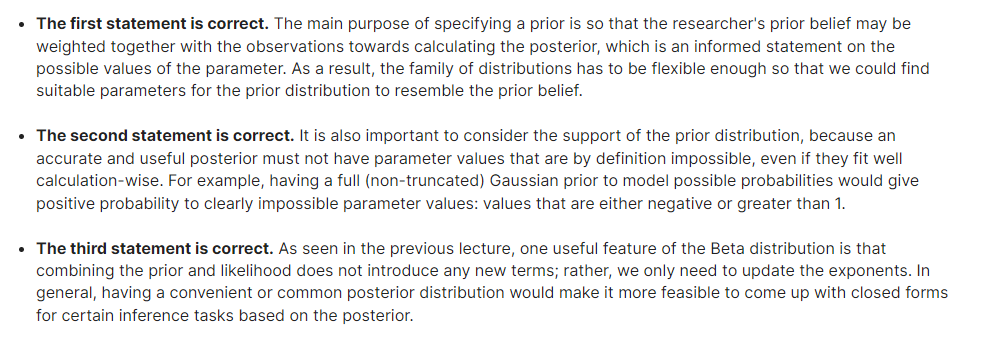 • The first statement is correct. The main purpose of specifying a prior is so that the researcher's prior belief may be
weighted together with the observations towards calculating the posterior, which is an informed statement on the
possible values of the parameter. As a result, the family of distributions has to be flexible enough so that we could find
suitable parameters for the prior distribution to resemble the prior belief.
• The second statement is correct. It is also important to consider the support of the prior distribution, because an
accurate and useful posterior must not have parameter values that are by definition impossible, even if they fit well
calculation-wise. For example, having a full (non-truncated) Gaussian prior to model possible probabilities would give
positive probability to clearly impossible parameter values: values that are either negative or greater than 1.
• The third statement is correct. As seen in the previous lecture, one useful feature of the Beta distribution is that
combining the prior and likelihood does not introduce any new terms; rather, we only need to update the exponents. In
general, having a convenient or common posterior distribution would make it more feasible to come up with closed forms
for certain inference tasks based on the posterior.